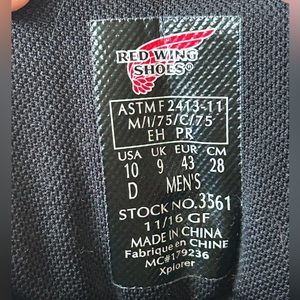 RED WING
SHOES®
ASTM F 2413-11
M/I/75/C/75
EH PR
USA UK EUR CM
10 9 43 28
D MEN'S
STOCK NO.3561
11/16 GF
MADE IN CHINA
Fabriqué en CHINE
MC#179236
Xplorer